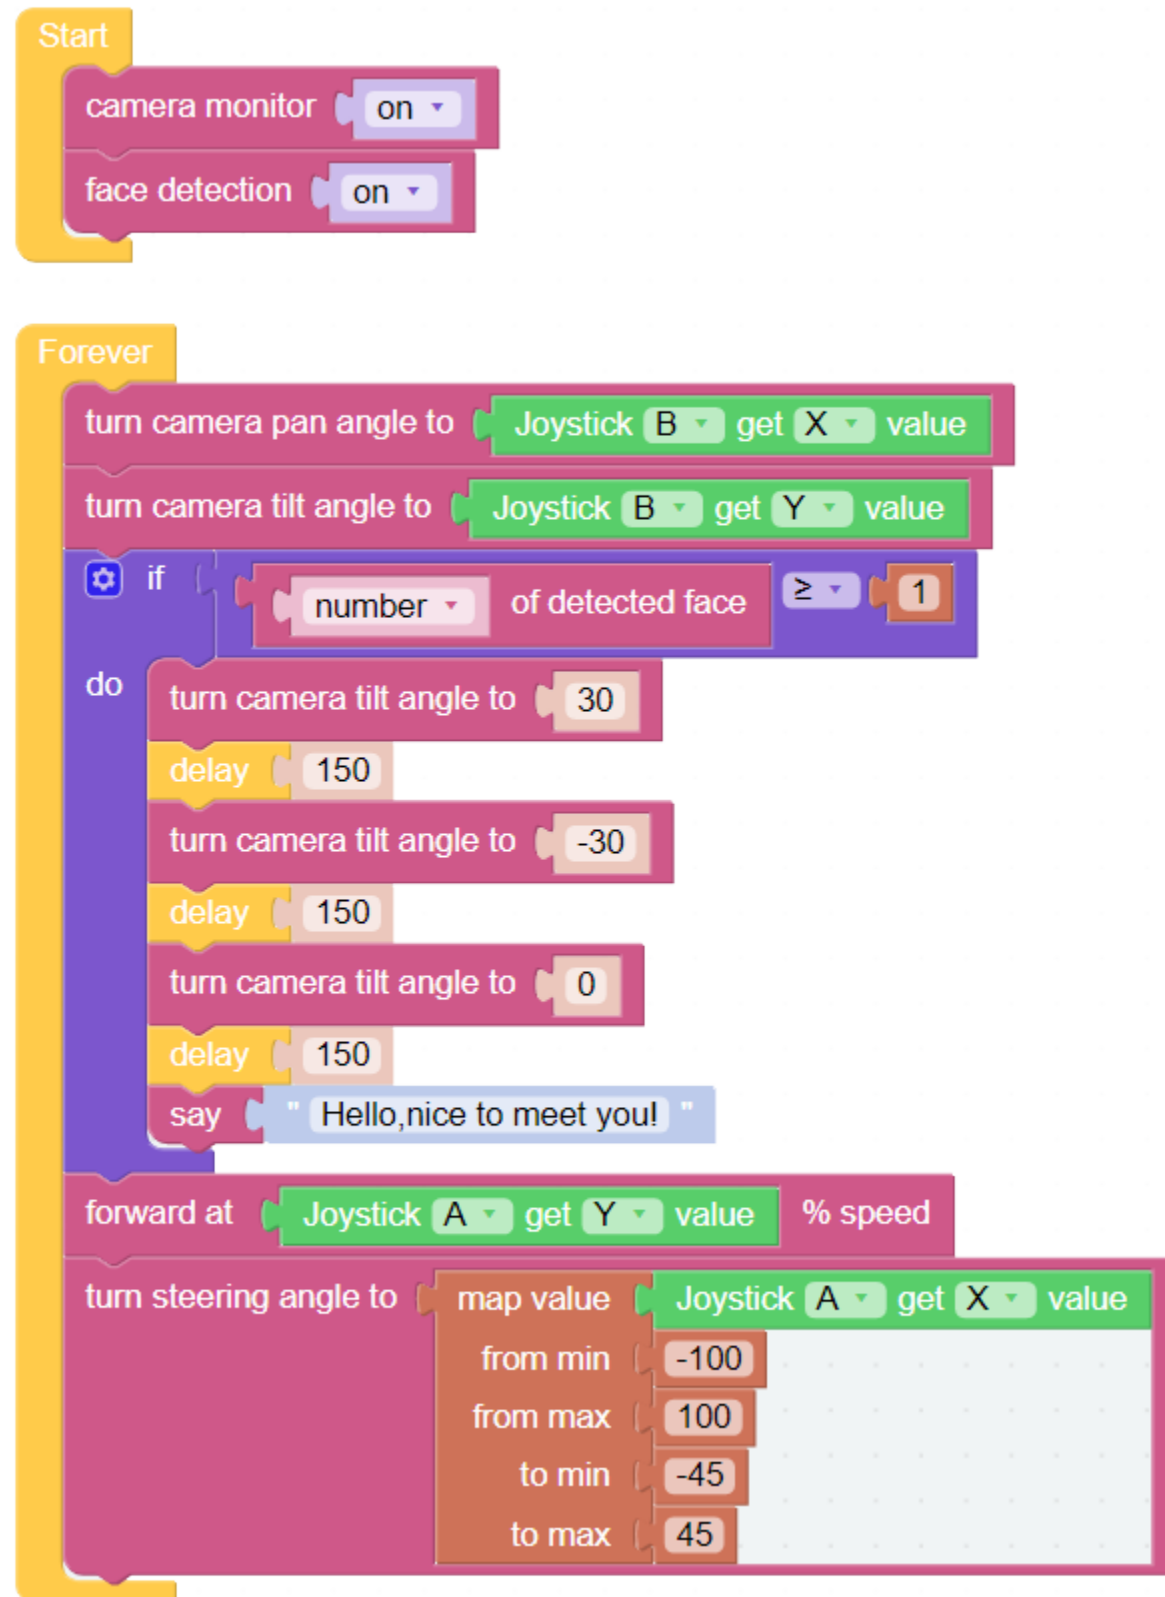 Start
camera monitor on
face detection on
Forever
turn camera pan angle to Joystick B get X value
turn camera tilt angle to Joystick B get Y value
if number of detected face ≥ 1
do turn camera tilt angle to 30
delay 150
turn camera tilt angle to -30
delay 150
turn camera tilt angle to 0
delay 150
say " Hello,nice to meet you! "
forward at Joystick A get Y value % speed
turn steering angle to map value Joystick A get X value
from min -100
from max 100
to min -45
to max 45